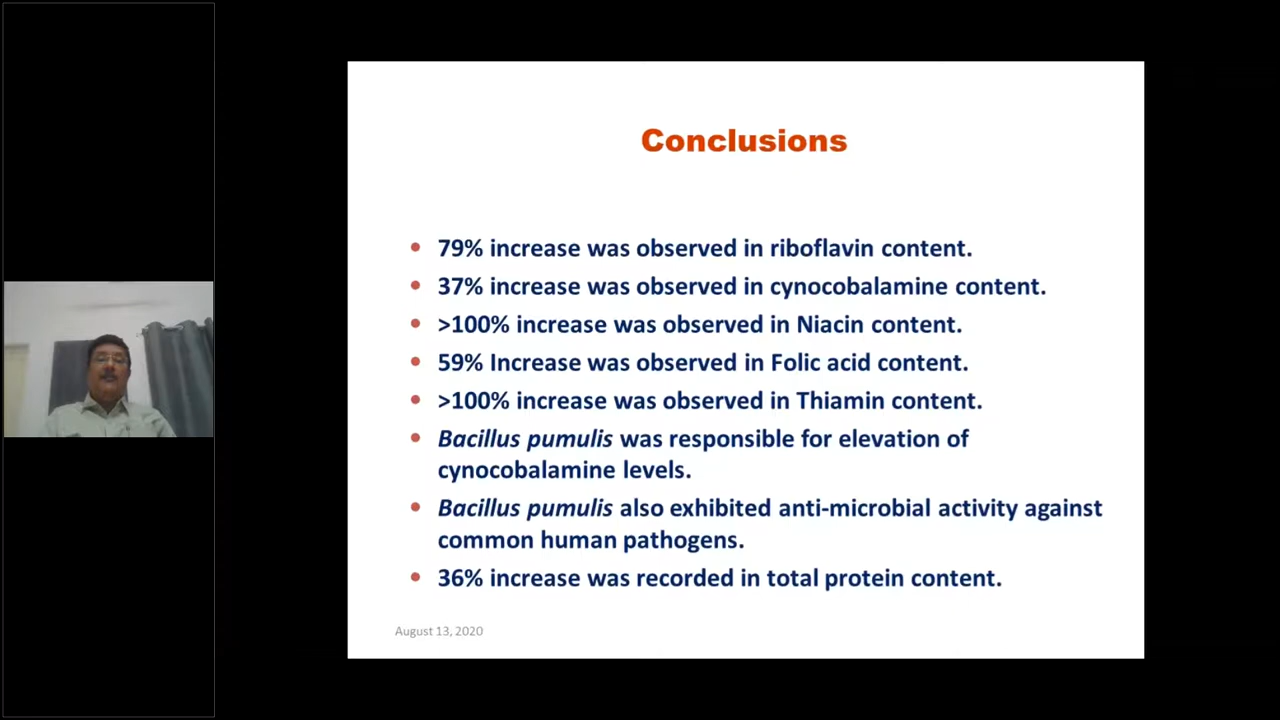 Conclusions
79% increase was observed in riboflavin content.
37% increase was observed in cynocobalamine content.
>100% increase was observed in Niacin content.
59% Increase was observed in Folic acid content.
>100% increase was observed in Thiamin content.
Bacillus pumulis was responsible for elevation of
cynocobalamine levels.
Bacillus pumulis also exhibited anti-microbial activity against
common human pathogens.
36% increase was recorded in total protein content.
August 13, 2020